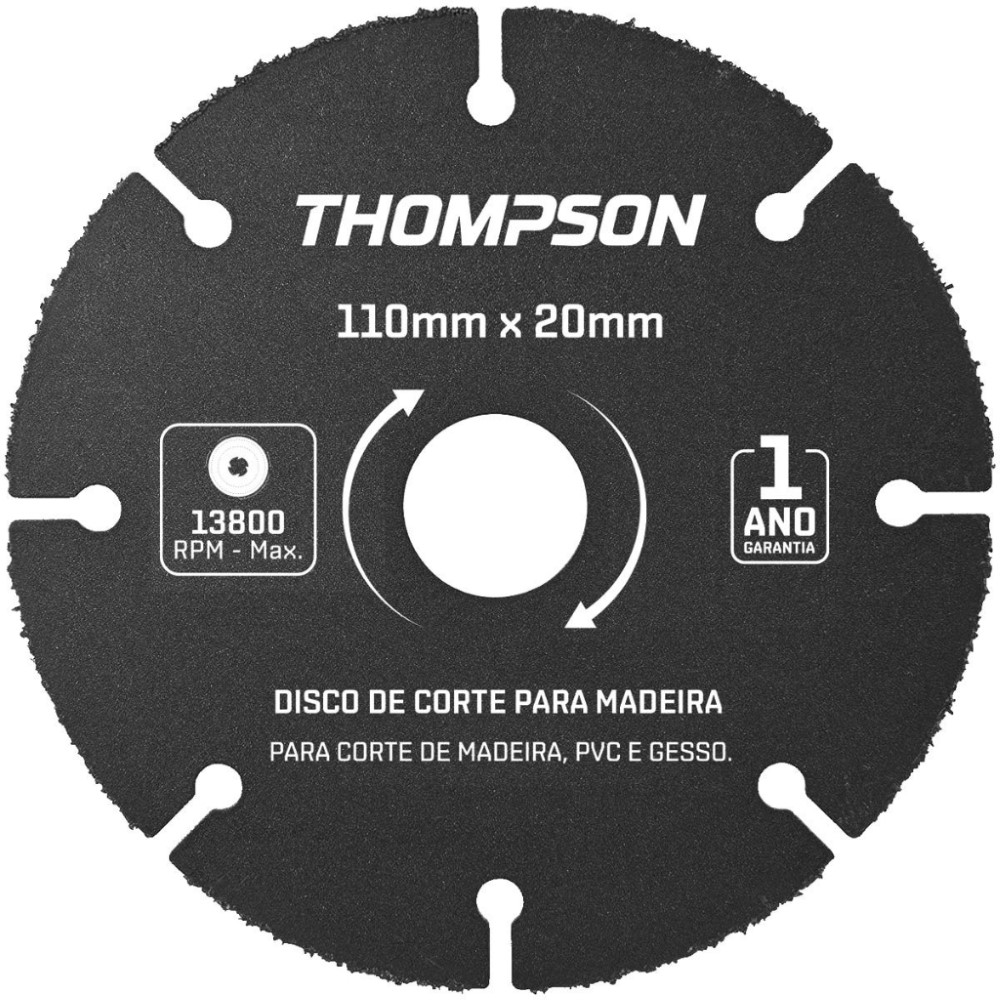 THOMPSON
110mm x 20mm
13800
RPM - Max.
1
ANO
GARANTIA
DISCO DE CORTE PARA MADEIRA
PARA CORTE DE MADEIRA, PVC E GESSO.